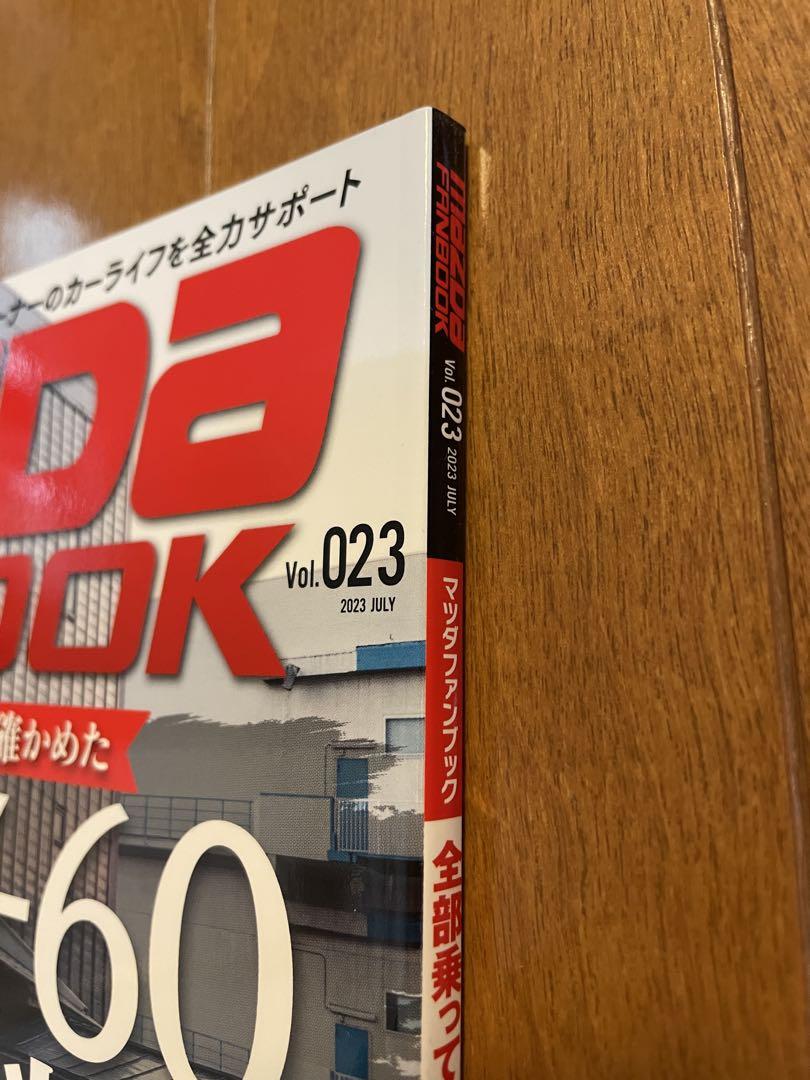 ーナーのカーライフを全力サポート
Da
OOK
Vol.023
2023 JULY
確かめた
-60
mazDa
FANBOOK
Vol.023 2023 JULY
マツダファンブック
全部乗って